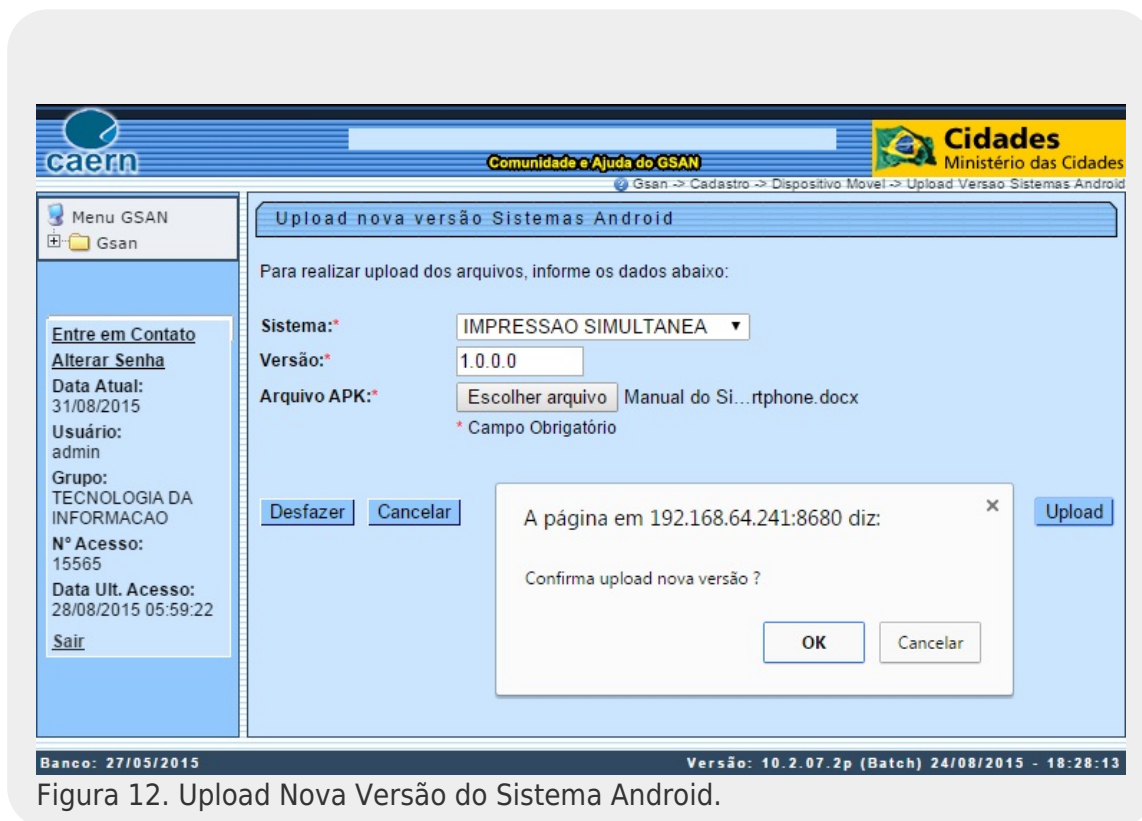 caern
Comunidade e Ajuda do GSAN
Cidades
Ministério das Cidades
Gsan -> Cadastro -> Dispositivo Movel -> Upload Versao Sistemas Android
Menu GSAN
Gsan
Entre em Contato
Alterar Senha
Data Atual:
31/08/2015
Usuário:
admin
Grupo:
TECNOLOGIA DA
INFORMACAO
Nº Acesso:
15565
Data Ult. Acesso:
28/08/2015 05:59:22
Sair
Upload nova versão Sistemas Android
Para realizar upload dos arquivos, informe os dados abaixo:
Sistema:* IMPRESSAO SIMULTANEA
Versão:* 1.0.0.0
Arquivo APK:* Escolher arquivo Manual do Si...rtphone.docx
* Campo Obrigatório
Desfazer Cancelar Upload
A página em 192.168.64.241:8680 diz:
Confirma upload nova versão ?
OK Cancelar
Banco: 27/05/2015 Versão: 10.2.07.2p (Batch) 24/08/2015 - 18:28:13
Figura 12. Upload Nova Versão do Sistema Android.